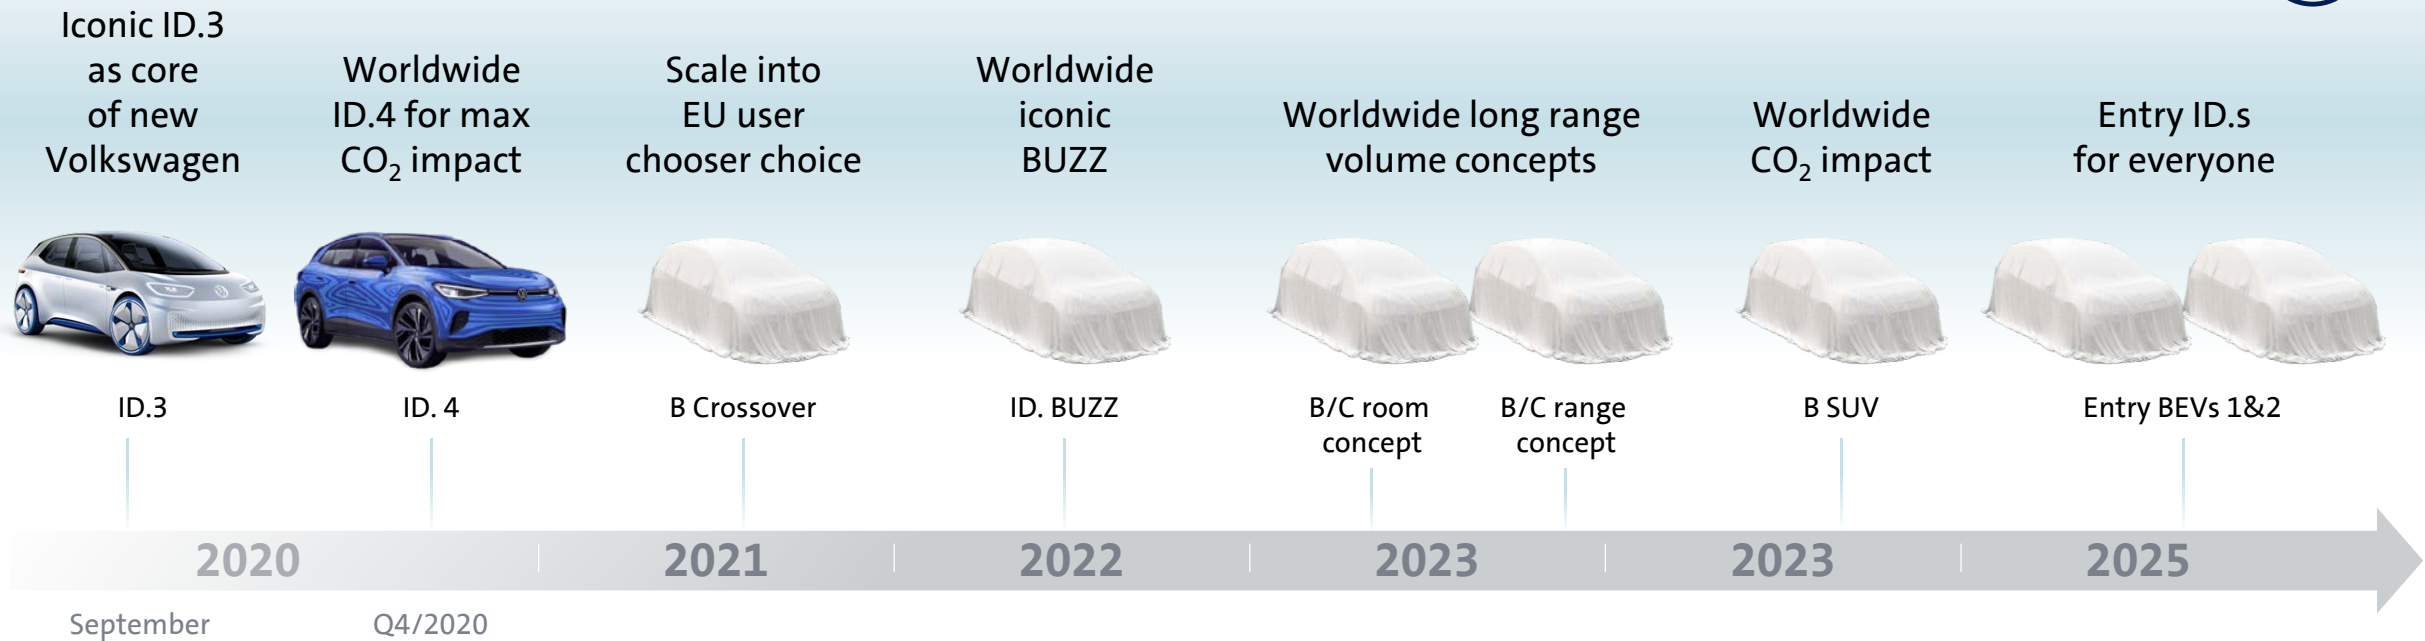 Iconic ID.3
as core
of new
Volkswagen
Worldwide
ID.4 for max
CO₂ impact
Scale into
EU user
chooser choice
Worldwide
iconic
BUZZ
Worldwide long range
volume concepts
Worldwide
CO₂ impact
Entry ID.s
for everyone
ID.3
ID. 4
B Crossover
ID. BUZZ
B/C room
concept
B/C range
concept
B SUV
Entry BEVs 1&2
2020
2021
2022
2023
2023
2025
September
Q4/2020